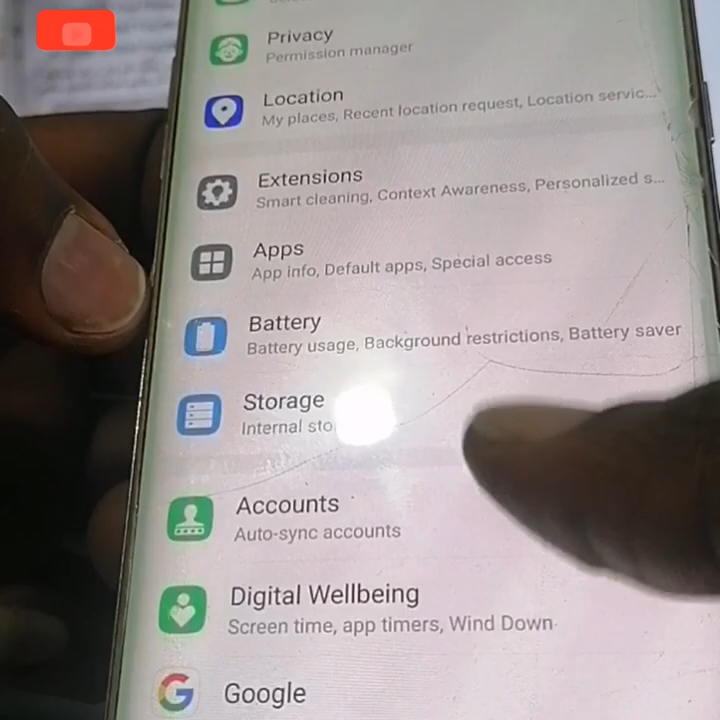 Privacy
Permission manager
Location
My places, Recent location request, Location servic...
Extensions
Smart cleaning, Context Awareness, Personalized s...
Apps
App info, Default apps, Special access
Battery
Battery usage, Background restrictions, Battery saver
Storage
Internal sto
Accounts
Auto-sync accounts
Digital Wellbeing
Screen time, app timers, Wind Down
Google